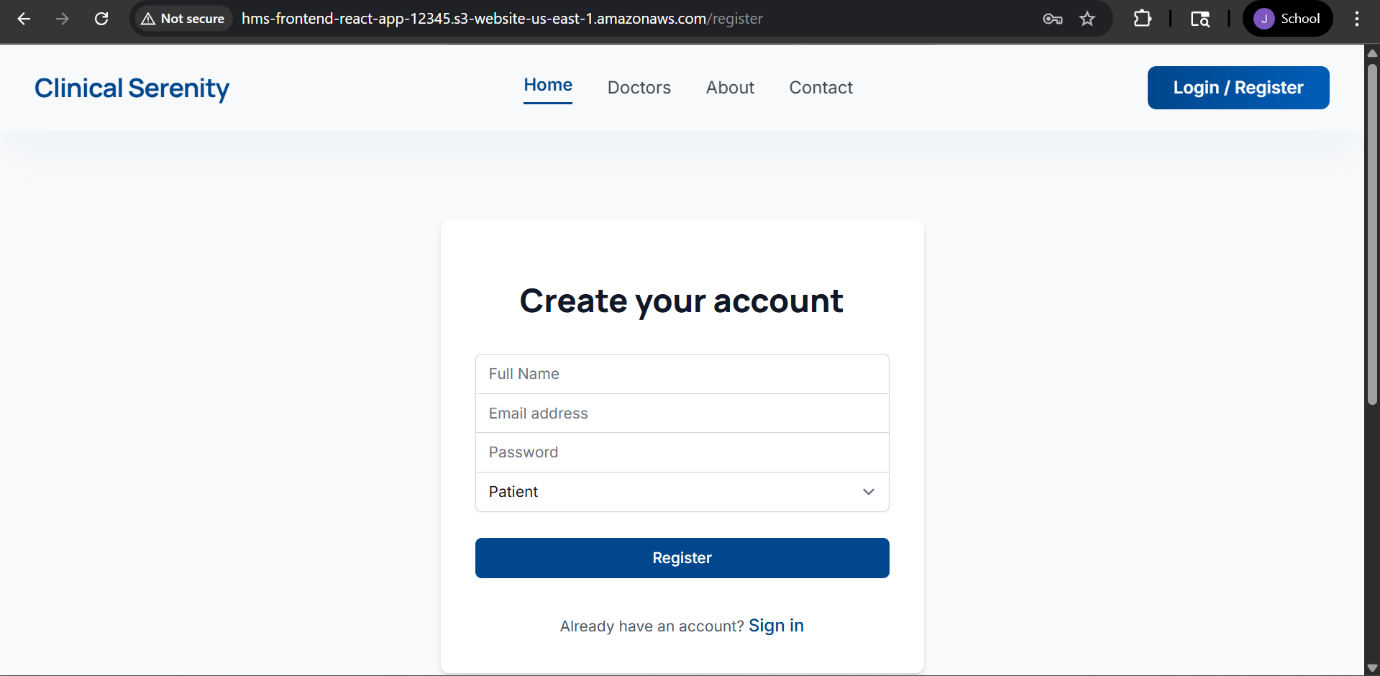 Not secure hms-frontend-react-app-12345.s3-website-us-east-1.amazonaws.com/register J School
Clinical Serenity Home Doctors About Contact Login / Register
Create your account
Full Name
Email address
Password
Patient
Register
Already have an account? Sign in